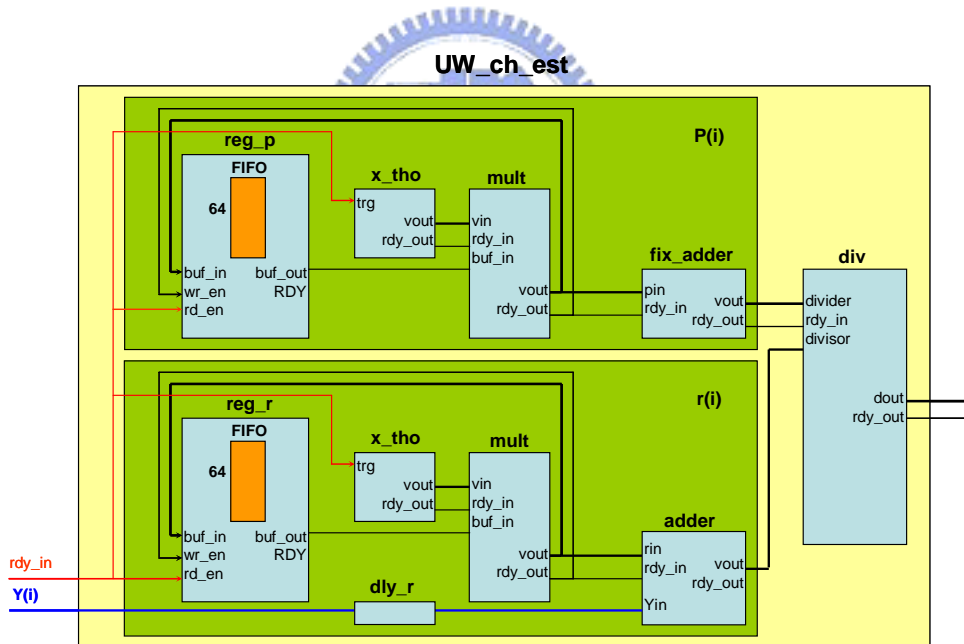 UW_ch_est
P(i)
reg_p
FIFO
64
buf_in
wr_en
rd_en
buf_out
RDY
x_tho
trg
vout
rdy_out
mult
vin
rdy_in
buf_in
vout
rdy_out
fix_adder
pin
rdy_in
vout
rdy_out
div
divider
rdy_in
divisor
dout
rdy_out
r(i)
reg_r
FIFO
64
buf_in
wr_en
rd_en
buf_out
RDY
x_tho
trg
vout
rdy_out
mult
vin
rdy_in
buf_in
vout
rdy_out
adder
rin
rdy_in
Yin
vout
rdy_out
dly_r
rdy_in
Y(i)